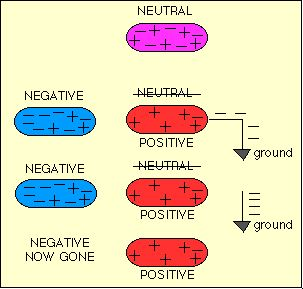 NEUTRAL
NEGATIVE
NEUTRAL
POSITIVE
ground
NEGATIVE
NEUTRAL
POSITIVE
ground
NEGATIVE
NOW GONE
POSITIVE